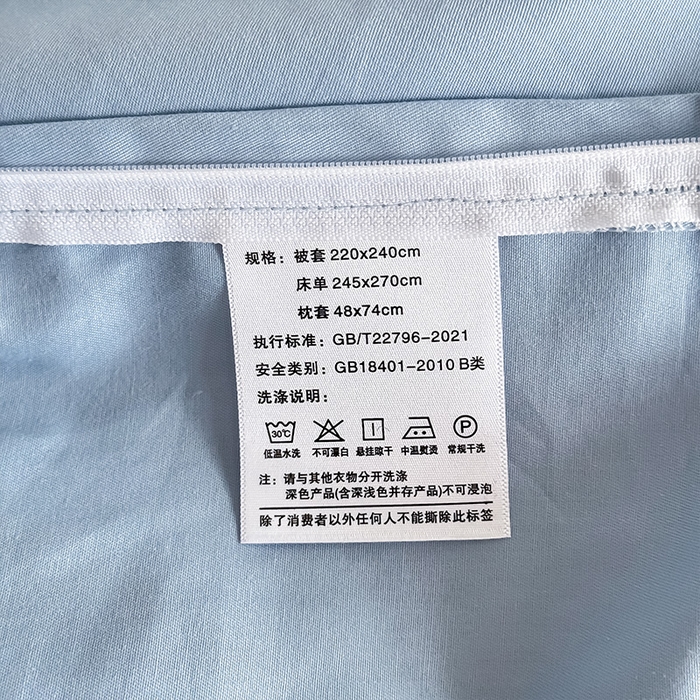 规格：被套 220x240cm
床单 245x270cm
枕套 48x74cm
执行标准：GB/T22796-2021
安全类别：GB18401-2010 B类
洗涤说明：
30℃ P
低温水洗 不可漂白 悬挂晾干 中温熨烫 常规干洗
注：请与其他衣物分开洗涤
深色产品(含深浅色并存产品)不可浸泡
除了消费者以外任何人不能撕除此标签